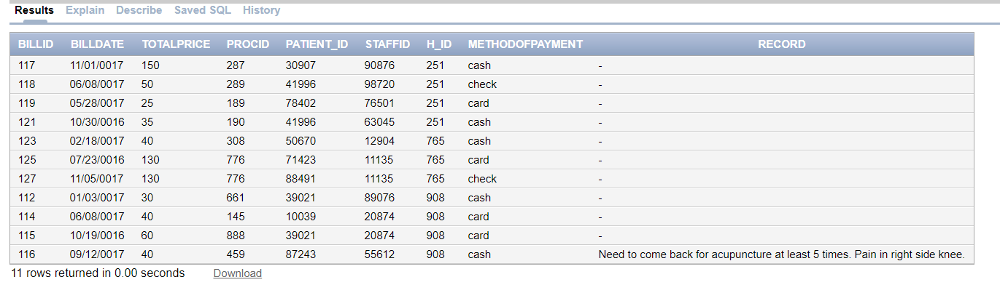 Results Explain Describe Saved SQL History
BILLID BILLDATE TOTALPRICE PROCID PATIENT_ID STAFFID H_ID METHODOFPAYMENT RECORD
117 11/01/0017 150 287 30907 90876 251 cash -
118 06/08/0017 50 289 41996 98720 251 check -
119 05/28/0017 25 189 78402 76501 251 card -
121 10/30/0016 35 190 41996 63045 251 cash -
123 02/18/0017 40 308 50670 12904 765 cash -
125 07/23/0016 130 776 71423 11135 765 card -
127 11/05/0017 130 776 88491 11135 765 check -
112 01/03/0017 30 661 39021 89076 908 cash -
114 06/08/0017 40 145 10039 20874 908 card -
115 10/19/0016 60 888 39021 20874 908 card -
116 09/12/0017 40 459 87243 55612 908 cash Need to come back for acupuncture at least 5 times. Pain in right side knee.
11 rows returned in 0.00 seconds Download